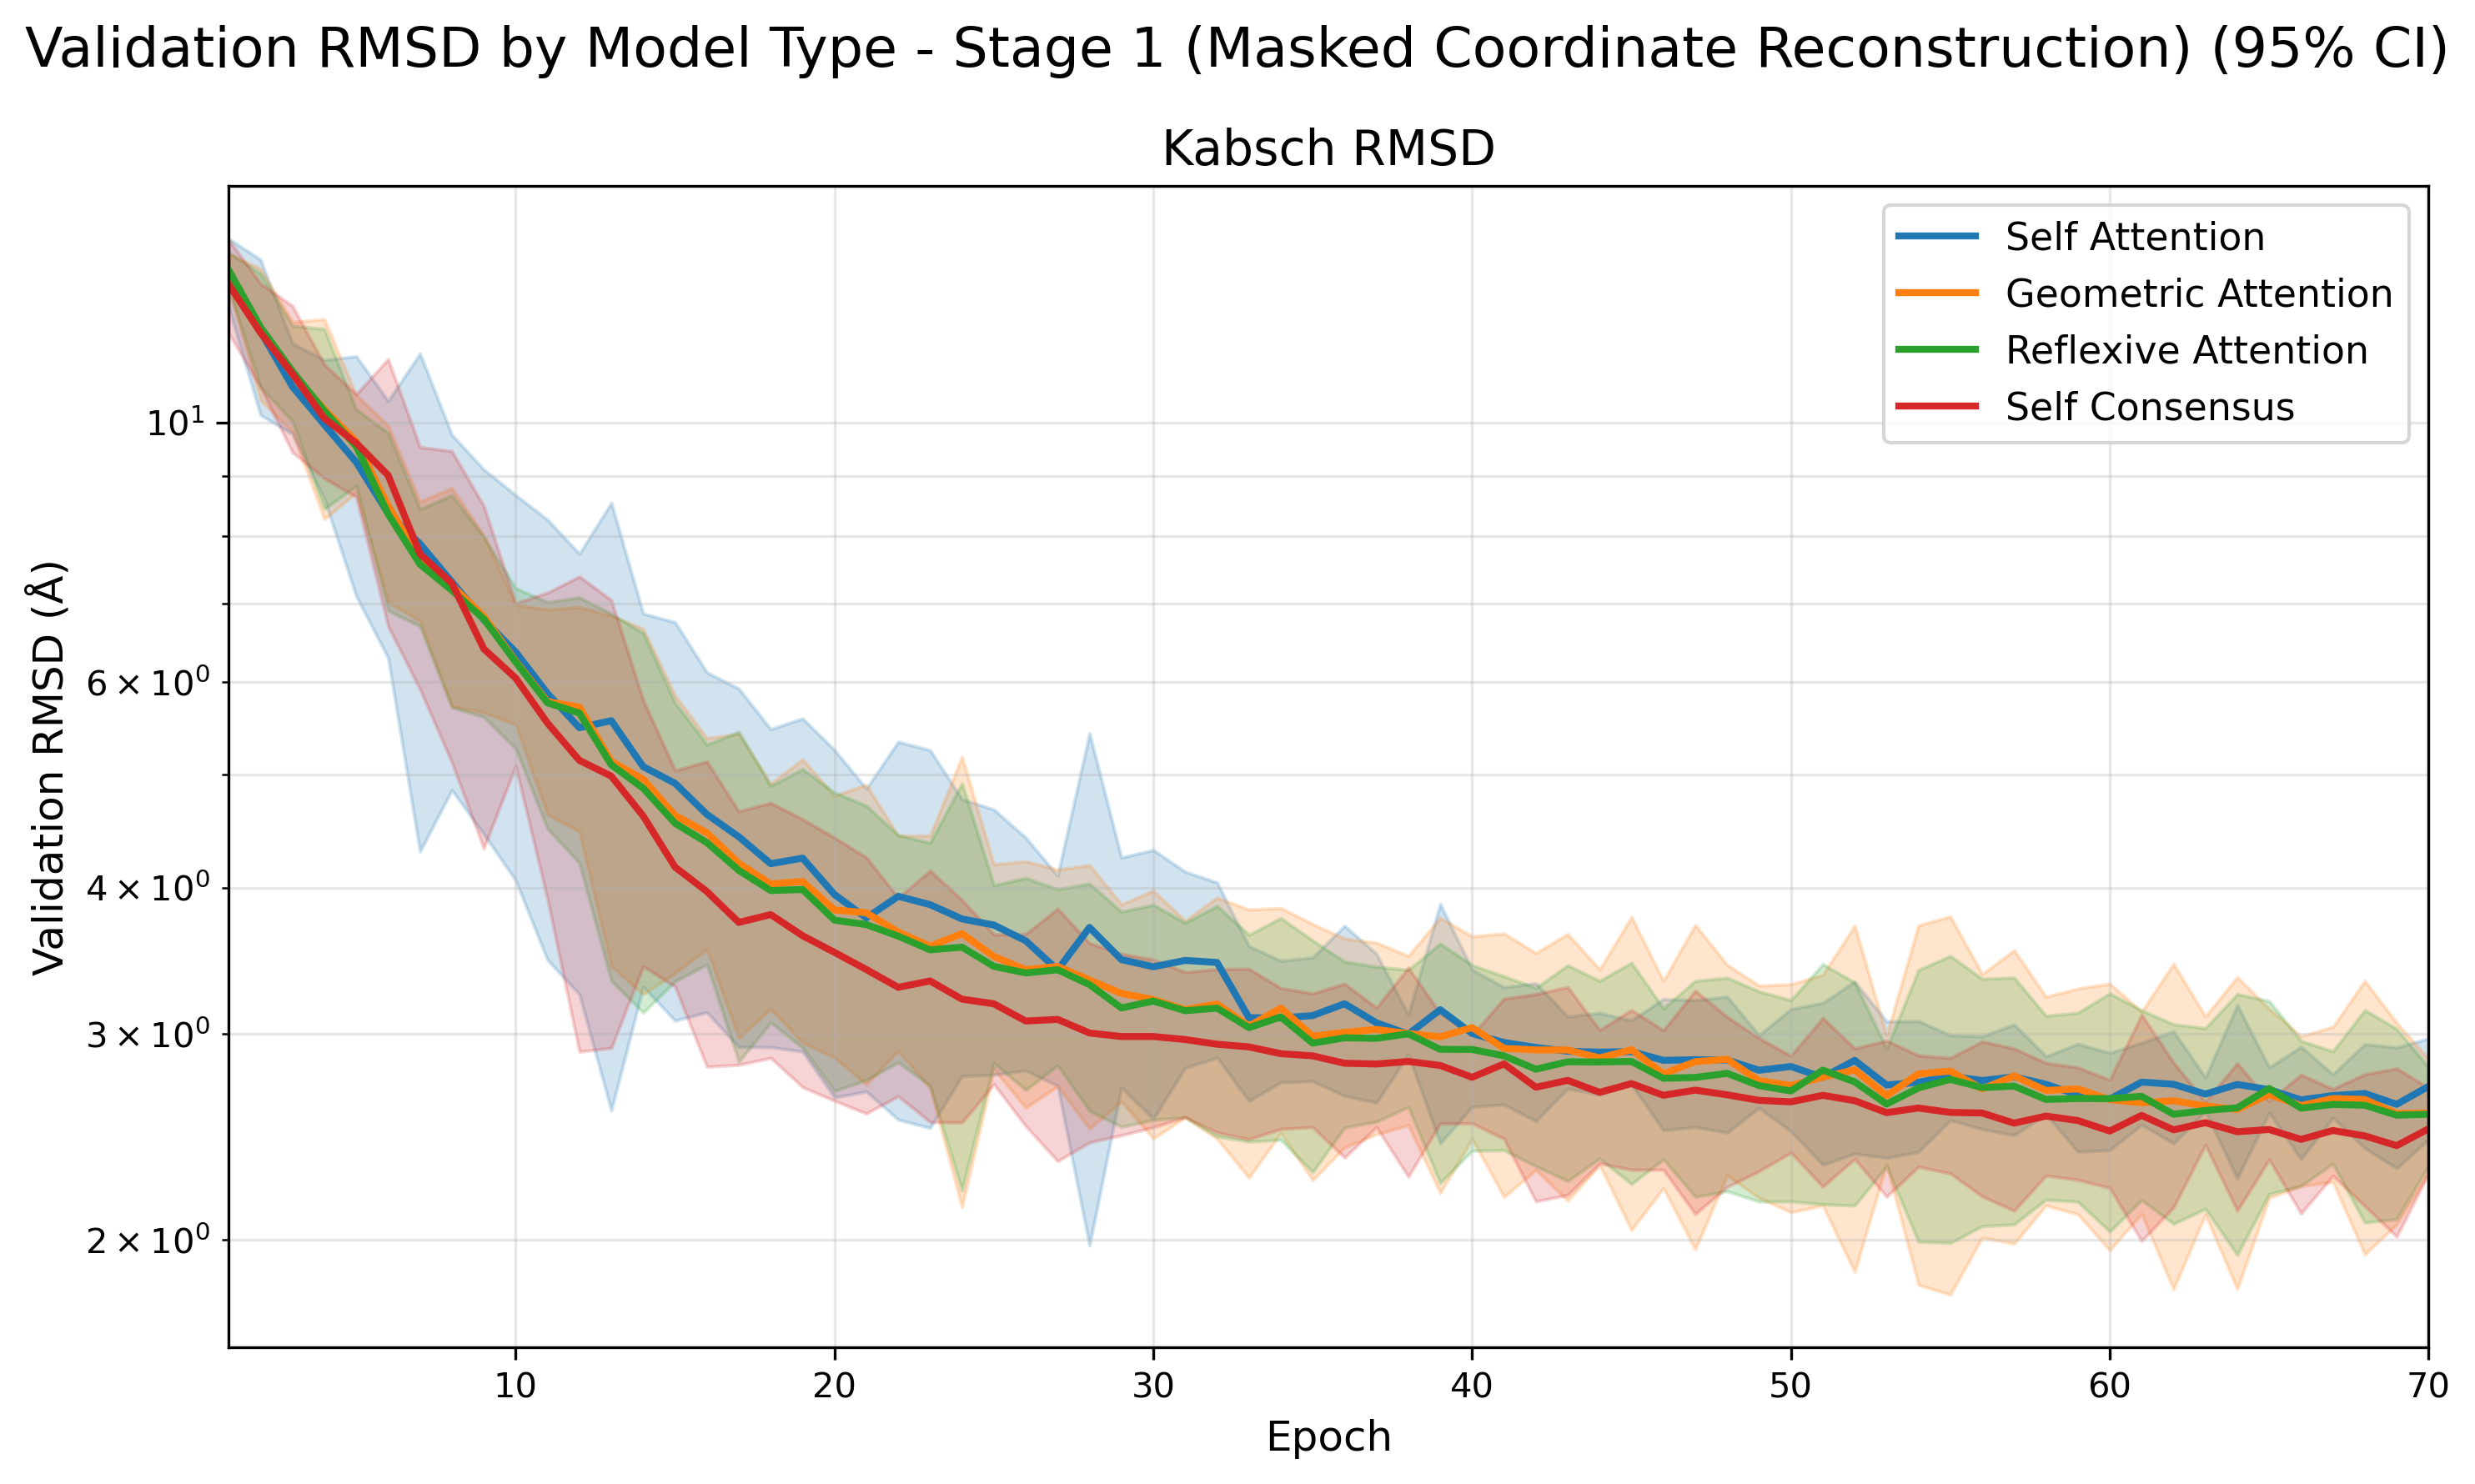 Validation RMSD by Model Type - Stage 1 (Masked Coordinate Reconstruction) (95% CI)
Kabsch RMSD
Self Attention
Geometric Attention
Reflexive Attention
Self Consensus
Validation RMSD (Å)
10¹
6 × 10⁰
4 × 10⁰
3 × 10⁰
2 × 10⁰
10 20 30 40 50 60 70
Epoch